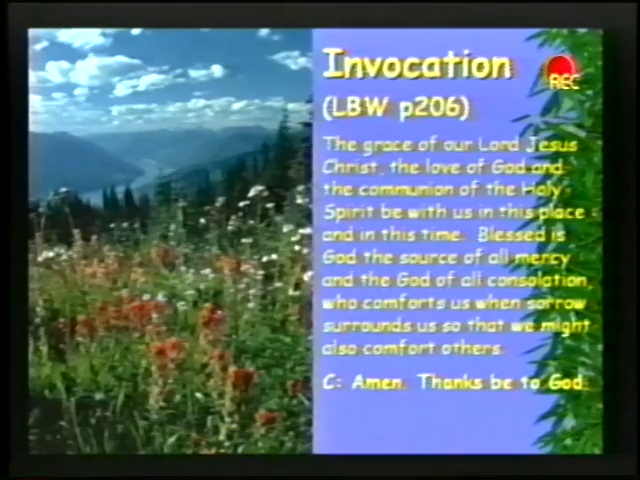 Invocation
REC
(LBW p206)
The grace of our Lord Jesus
Christ, the love of God and
the communion of the Holy
Spirit be with us in this place
and in this time. Blessed is
God the source of all mercy
and the God of all consolation,
who comforts us when sorrow
surrounds us so that we might
also comfort others.
C: Amen. Thanks be to God.